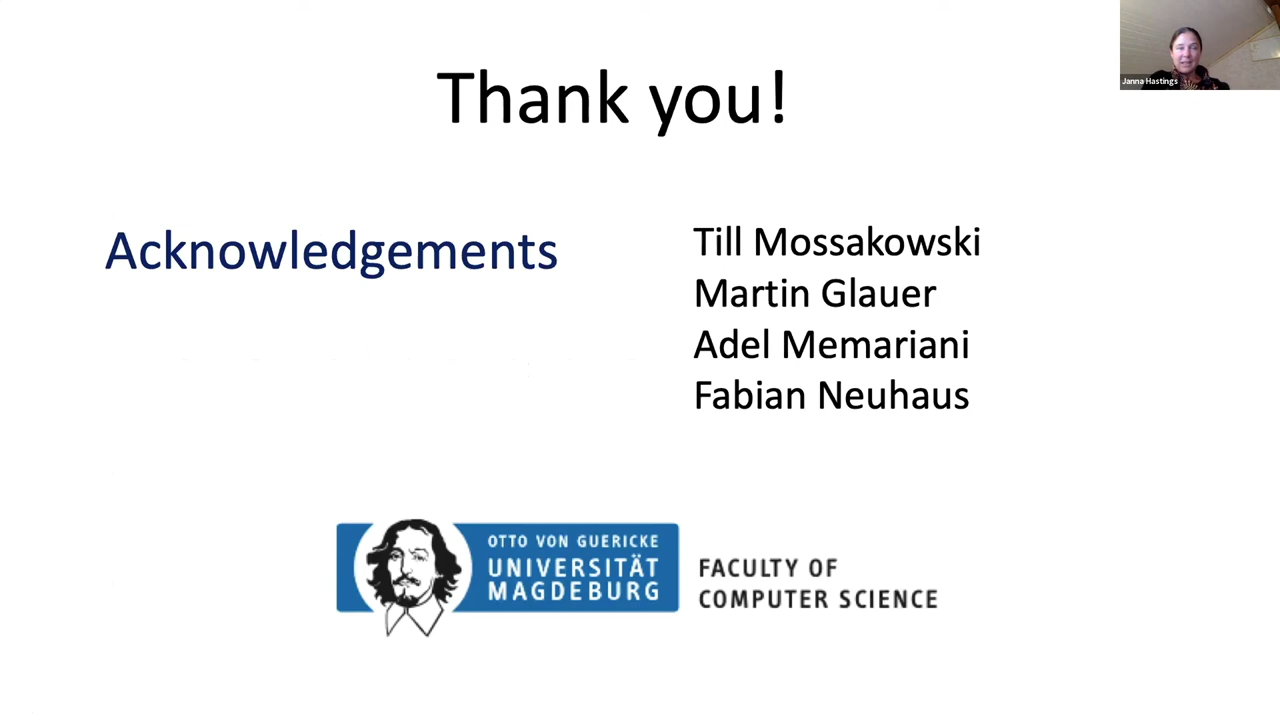 Thank you!
Janna Hastings
Acknowledgements
Till Mossakowski
Martin Glauer
Adel Memariani
Fabian Neuhaus
OTTO VON GUERICKE
UNIVERSITÄT
MAGDEBURG
FACULTY OF
COMPUTER SCIENCE